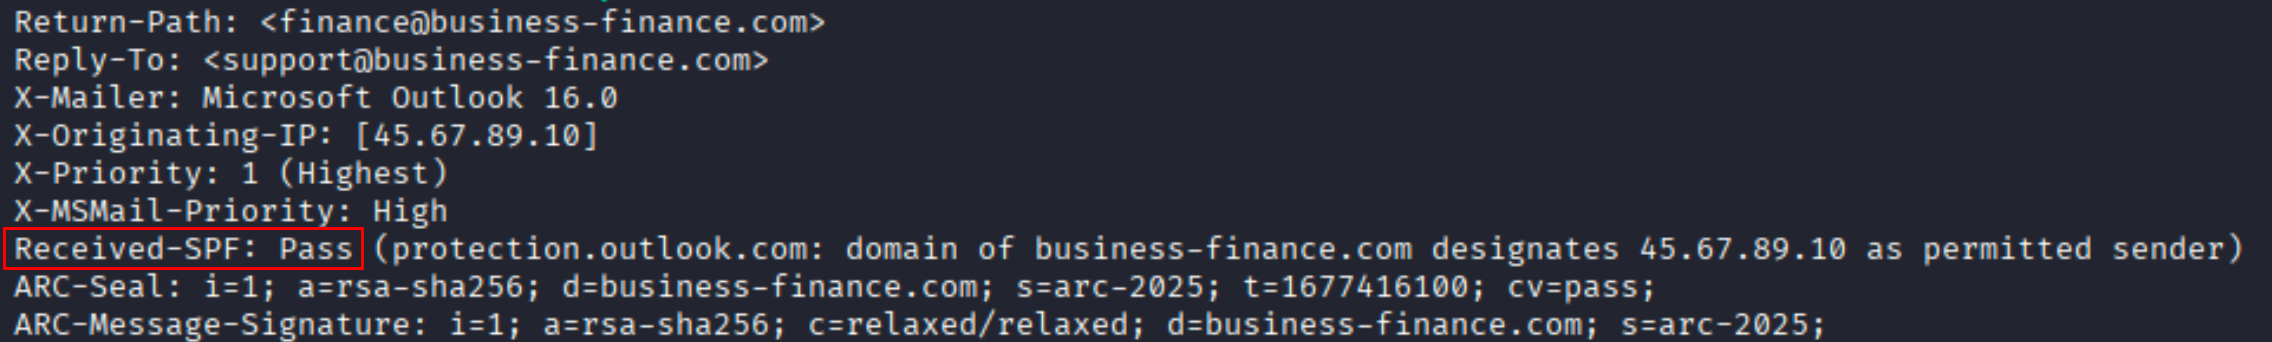 Return-Path: <finance@business-finance.com>
Reply-To: <support@business-finance.com>
X-Mailer: Microsoft Outlook 16.0
X-Originating-IP: [45.67.89.10]
X-Priority: 1 (Highest)
X-MSMail-Priority: High
Received-SPF: Pass (protection.outlook.com: domain of business-finance.com designates 45.67.89.10 as permitted sender)
ARC-Seal: i=1; a=rsa-sha256; d=business-finance.com; s=arc-2025; t=1677416100; cv=pass;
ARC-Message-Signature: i=1; a=rsa-sha256; c=relaxed/relaxed; d=business-finance.com; s=arc-2025;